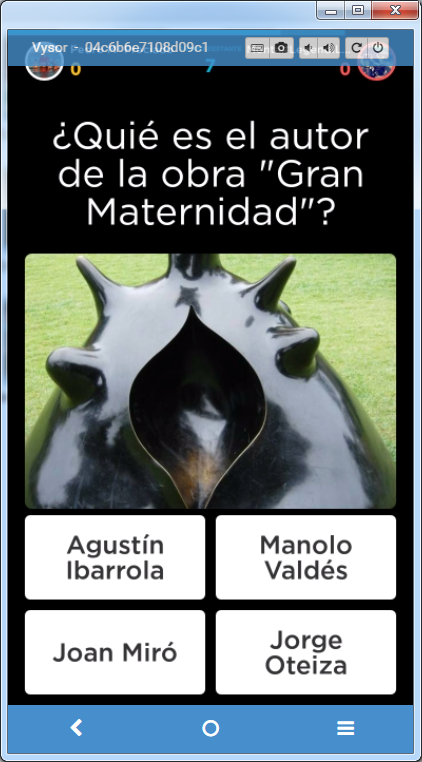 Vysor - 04c6b6e7108d09c1
0
7
0
¿Quié es el autor
de la obra "Gran
Maternidad"?
Agustín
Ibarrola
Manolo
Valdés
Joan Miró
Jorge
Oteiza